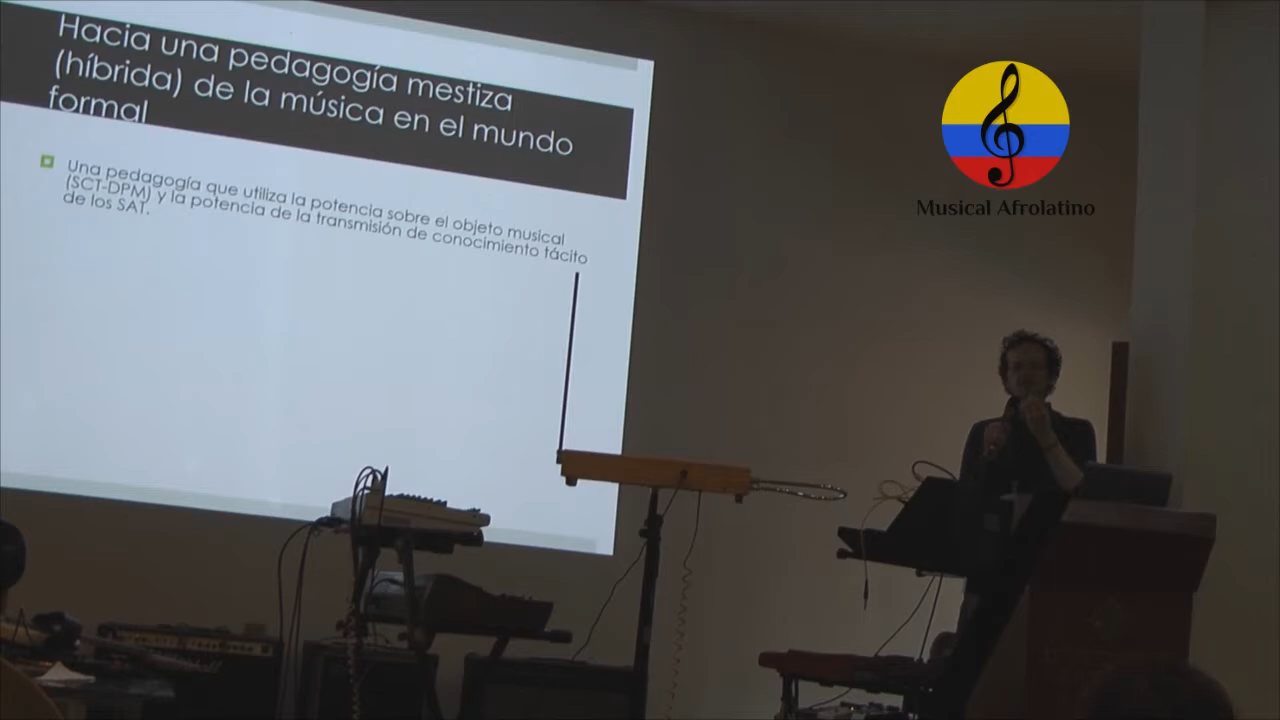 Hacia una pedagogía mestiza
(híbrida) de la música en el mundo
formal
Una pedagogía que utiliza la potencia sobre el objeto musical
(SCT-DPM) y la potencia de la transmisión de conocimiento tácito
de los SAT.
Musical Afrolatino